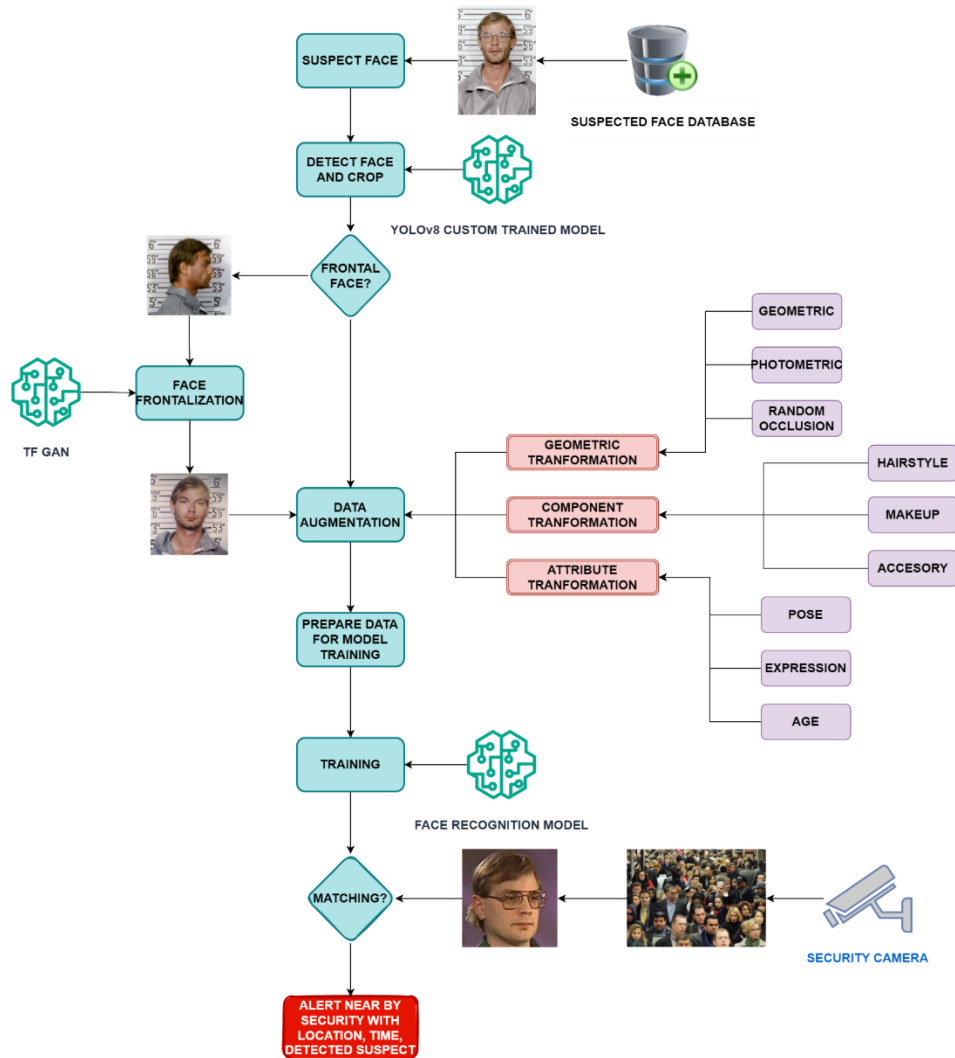 SUSPECT FACE
SUSPECTED FACE DATABASE
DETECT FACE
AND CROP
YOLOv8 CUSTOM TRAINED MODEL
FRONTAL
FACE?
FACE
FRONTALIZATION
TF GAN
GEOMETRIC
PHOTOMETRIC
RANDOM
OCCLUSION
GEOMETRIC
TRANFORMATION
HAIRSTYLE
DATA
AUGMENTATION
COMPONENT
TRANFORMATION
MAKEUP
ATTRIBUTE
TRANFORMATION
ACCESORY
PREPARE DATA
FOR MODEL
TRAINING
POSE
EXPRESSION
AGE
TRAINING
FACE RECOGNITION MODEL
MATCHING?
SECURITY CAMERA
ALERT NEAR BY
SECURITY WITH
LOCATION, TIME,
DETECTED SUSPECT